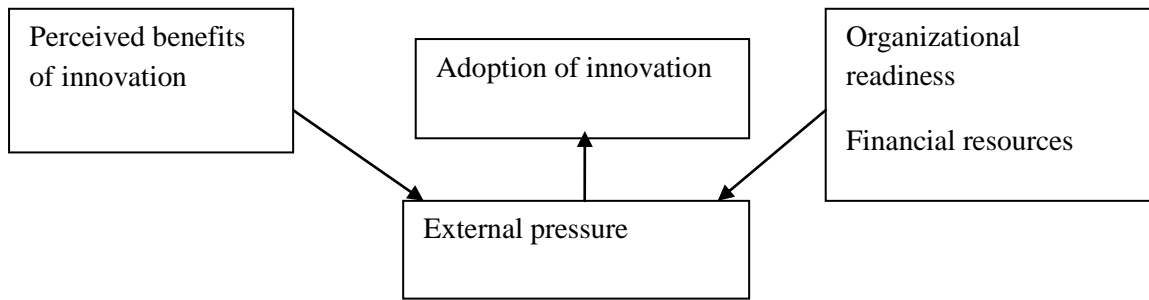 Perceived benefits
of innovation
Adoption of innovation
Organizational
readiness
Financial resources
External pressure